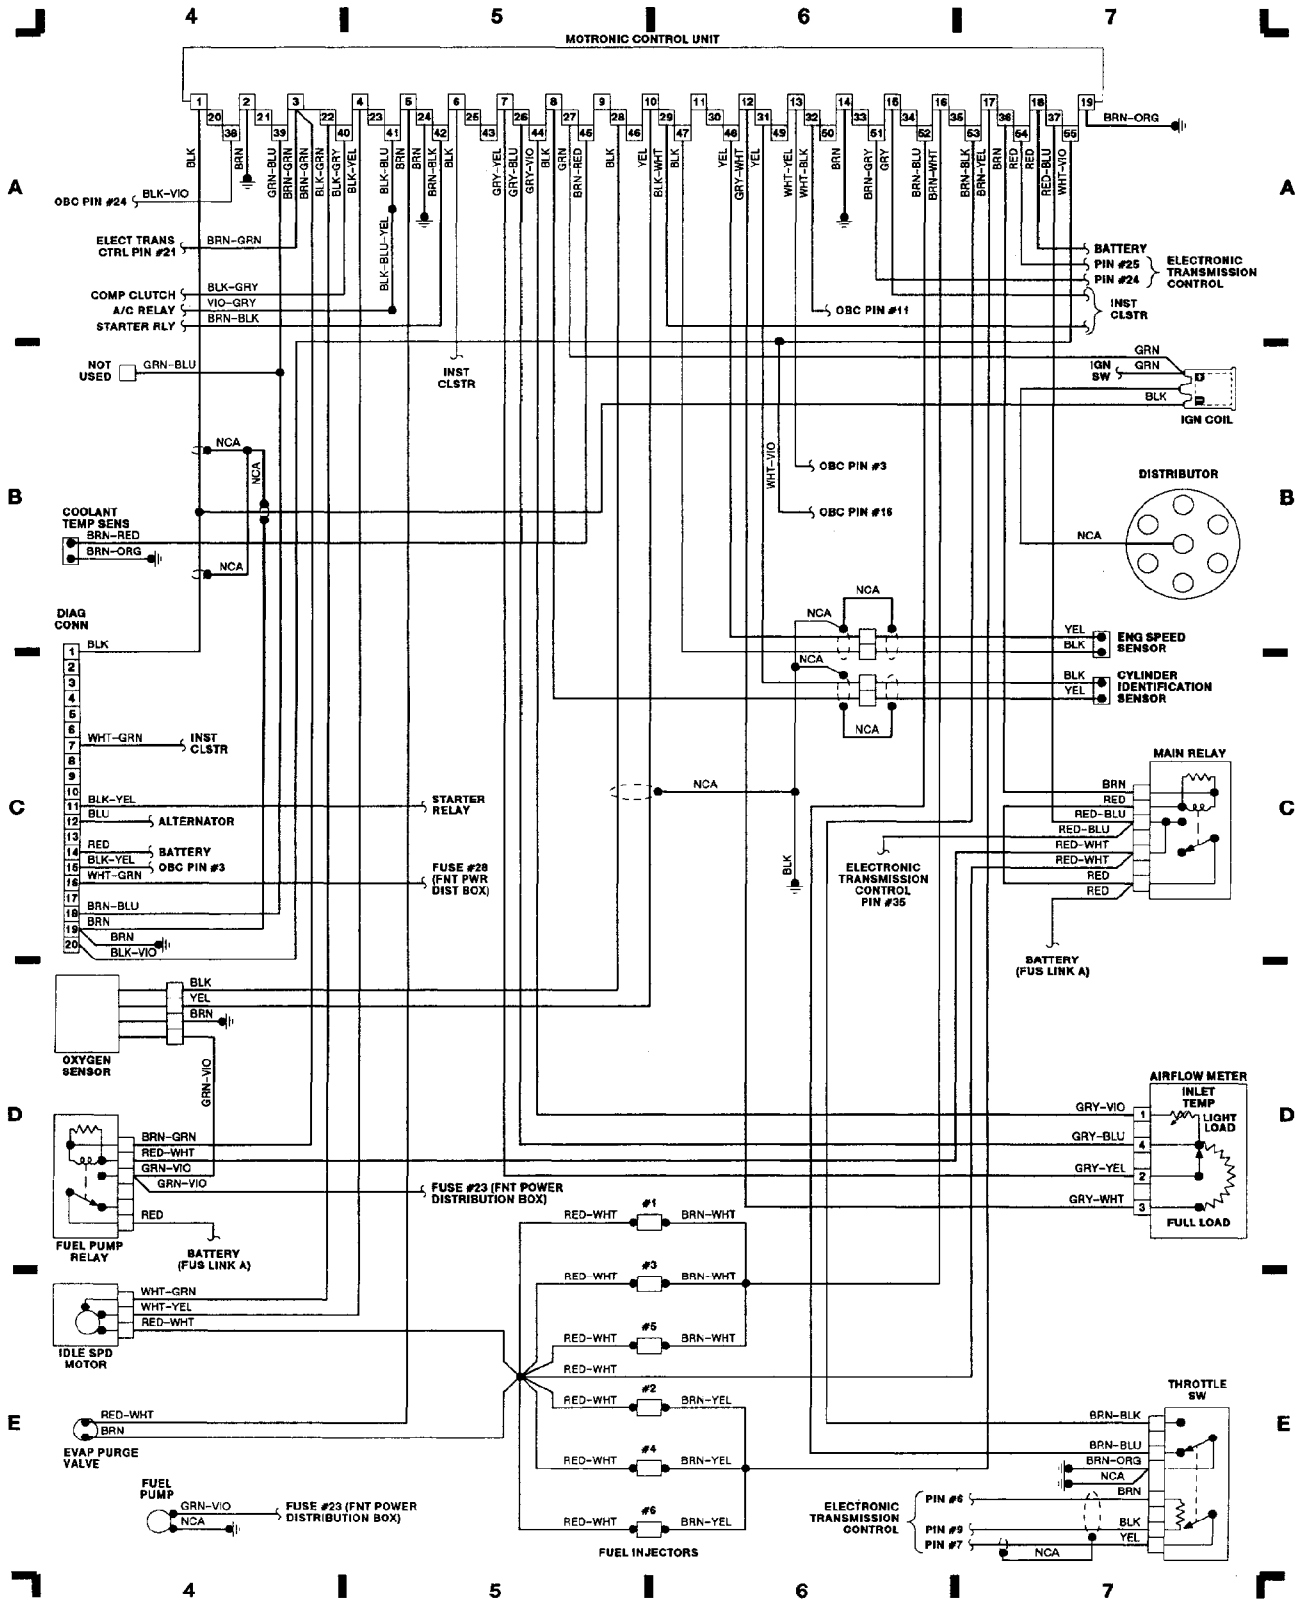 4 5 6 7
MOTRONIC CONTROL UNIT
1 2 3 4 5 6 7 8 9 10 11 12 13 14 15 16 17 18 19
20 21 22 23 24 25 26 27 28 29 30 31 32 33 34 35 36 37
38 39 40 41 42 43 44 45 46 47 48 49 50 51 52 53 54 55
BRN-ORG
BLK
BRN
GRN-BLU
BRN-GRN
BRN-GRN
BLK-GRN
BLK-GRY
BLK-YEL
BLK-BLU
BRN
BRN
BRN-BLK
BLK
GRY-YEL
GRY-BLU
GRY-VIO
BLK
GRN
BRN-RED
BLK
YEL
BLK-WHT
BLK
YEL
GRY-WHT
YEL
WHT-YEL
WHT-BLK
BRN
BRN-GRY
GRY
BRN-BLU
BRN-WHT
BRN-BLK
BRN-YEL
BRN
RED
RED
RED-BLU
WHT-VIO
A
A
OBC PIN #24
BLK-VIO
ELECT TRANS
CTRL PIN #21
BRN-GRN
BLK-BLU-YEL
COMP CLUTCH
BLK-GRY
A/C RELAY
VIO-GRY
STARTER RLY
BRN-BLK
BATTERY
PIN #25
PIN #24
ELECTRONIC
TRANSMISSION
CONTROL
INST
CLSTR
OBC PIN #11
NOT
USED
GRN-BLU
INST
CLSTR
GRN
IGN
SW
GRN
BLK
IGN COIL
NCA
NCA
WHT-VIO
OBC PIN #3
OBC PIN #16
DISTRIBUTOR
NCA
B
B
COOLANT
TEMP SENS
BRN-RED
BRN-ORG
NCA
NCA
NCA
NCA
NCA
YEL
BLK
ENG SPEED
SENSOR
BLK
YEL
CYLINDER
IDENTIFICATION
SENSOR
DIAG
CONN
1 BLK
2
3
4
5
6
7 WHT-GRN INST
CLSTR
8
9
10
11 BLK-YEL STARTER
RELAY
12 BLU ALTERNATOR
13
14 RED BATTERY
15 BLK-YEL OBC PIN #3
16 WHT-GRN FUSE #28
(FNT PWR
DIST BOX)
17
18 BRN-BLU
19 BRN
BRN
20 BLK-VIO
C
C
NCA
BLK
MAIN RELAY
BRN
RED
RED-BLU
RED-BLU
RED-WHT
RED-WHT
RED
RED
ELECTRONIC
TRANSMISSION
CONTROL
PIN #35
BATTERY
(FUS LINK A)
BLK
YEL
BRN
OXYGEN
SENSOR
GRN-VIO
D
D
BRN-GRN
RED-WHT
GRN-VIO
GRN-VIO
FUSE #23 (FNT POWER
DISTRIBUTION BOX)
RED
FUEL PUMP
RELAY
BATTERY
(FUS LINK A)
AIRFLOW METER
INLET
TEMP
LIGHT
LOAD
GRY-VIO 1
GRY-BLU 4
GRY-YEL 2
GRY-WHT 3
FULL LOAD
RED-WHT #1 BRN-WHT
RED-WHT #3 BRN-WHT
RED-WHT #5 BRN-WHT
RED-WHT
RED-WHT #2 BRN-YEL
RED-WHT #4 BRN-YEL
RED-WHT #6 BRN-YEL
FUEL INJECTORS
WHT-GRN
WHT-YEL
RED-WHT
IDLE SPD
MOTOR
E
E
RED-WHT
BRN
EVAP PURGE
VALVE
FUEL
PUMP
GRN-VIO
NCA
FUSE #23 (FNT POWER
DISTRIBUTION BOX)
THROTTLE
SW
BRN-BLK
BRN-BLU
BRN-ORG
NCA
BRN
BLK
YEL
NCA
ELECTRONIC
TRANSMISSION
CONTROL
PIN #6
PIN #9
PIN #7
4 5 6 7